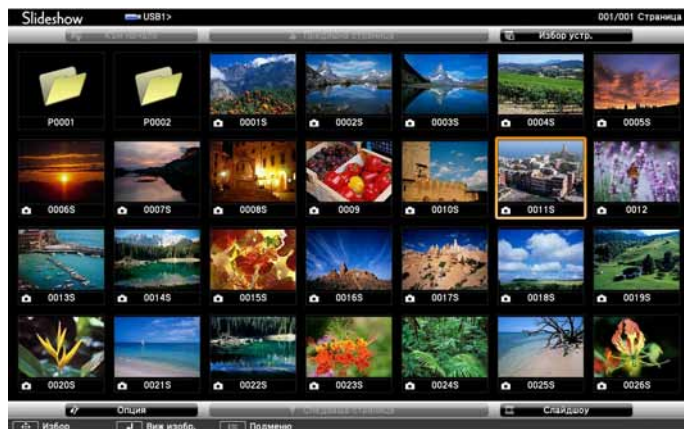 Slideshow USB1> 001/001 Страница
Към начало Предишна страница Избор устр.
P0001 P0002 0001S 0002S 0003S 0004S 0005S
0006S 0007S 0008S 0009 0010S 0011S 0012
0013S 0014S 0015S 0016S 0017S 0018S 0019S
0020S 0021S 0022S 0023S 0024S 0025S 0026S
Опция Следваща страница Слайдшоу
Избор Виж изобр. Подменю